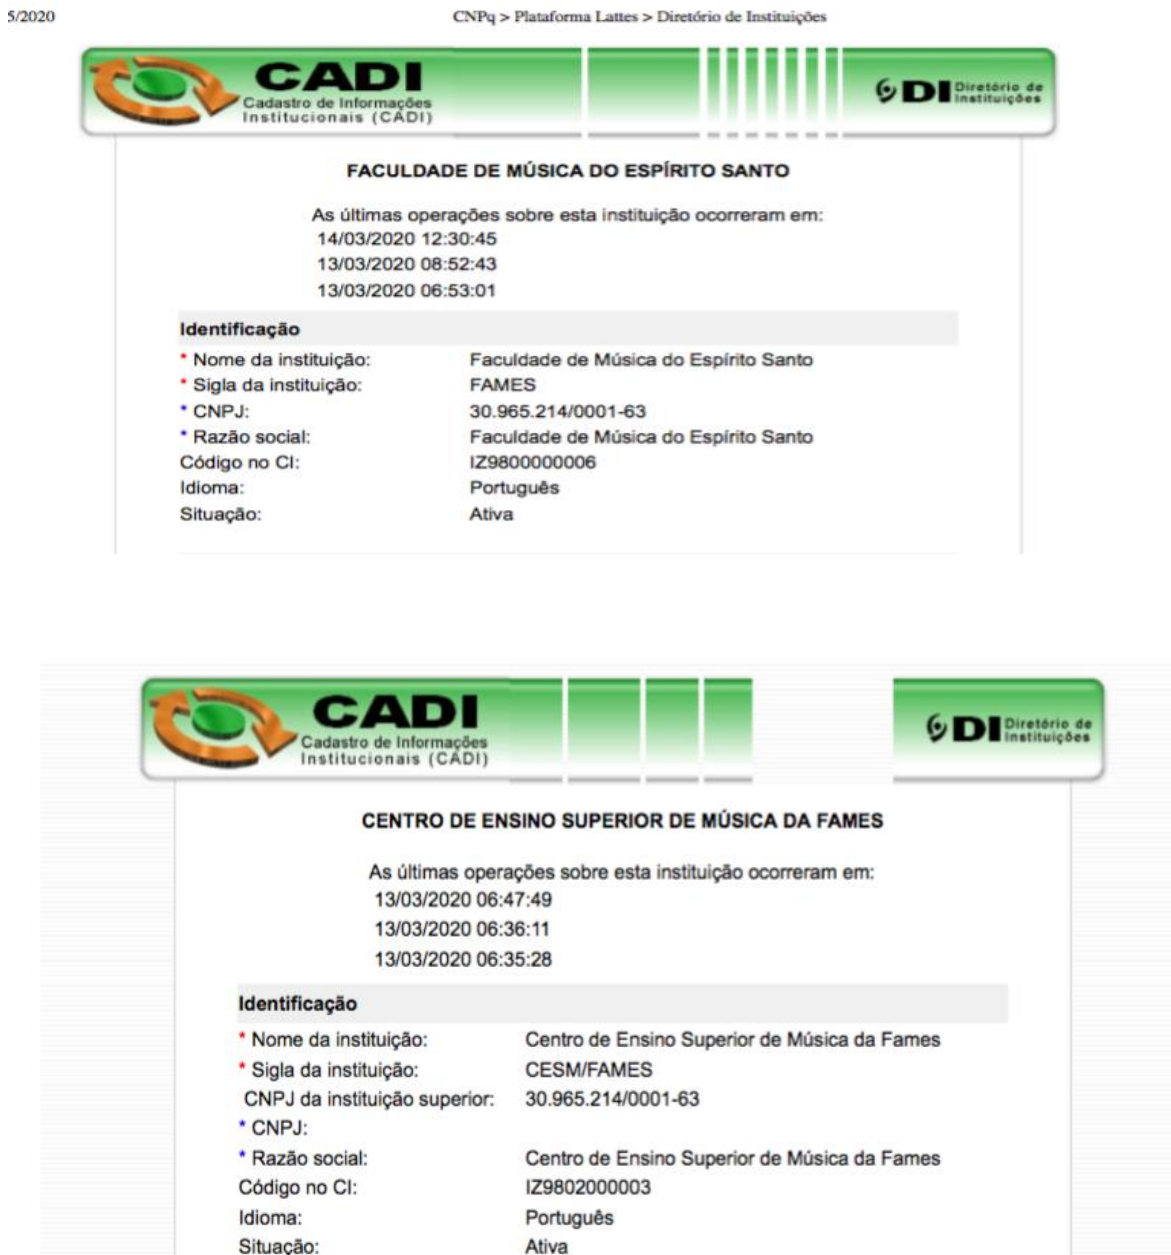 5/2020 CNPq > Plataforma Lattes > Diretório de Instituições
CADI
Cadastro de Informações
Institucionais (CADI)
DI Diretório de
Instituições
FACULDADE DE MÚSICA DO ESPÍRITO SANTO
As últimas operações sobre esta instituição ocorreram em:
14/03/2020 12:30:45
13/03/2020 08:52:43
13/03/2020 06:53:01
Identificação
* Nome da instituição: Faculdade de Música do Espírito Santo
* Sigla da instituição: FAMES
* CNPJ: 30.965.214/0001-63
* Razão social: Faculdade de Música do Espírito Santo
Código no CI: IZ9800000006
Idioma: Português
Situação: Ativa
CADI
Cadastro de Informações
Institucionais (CADI)
DI Diretório de
Instituições
CENTRO DE ENSINO SUPERIOR DE MÚSICA DA FAMES
As últimas operações sobre esta instituição ocorreram em:
13/03/2020 06:47:49
13/03/2020 06:36:11
13/03/2020 06:35:28
Identificação
* Nome da instituição: Centro de Ensino Superior de Música da Fames
* Sigla da instituição: CESM/FAMES
CNPJ da instituição superior: 30.965.214/0001-63
* CNPJ:
* Razão social: Centro de Ensino Superior de Música da Fames
Código no CI: IZ9802000003
Idioma: Português
Situação: Ativa